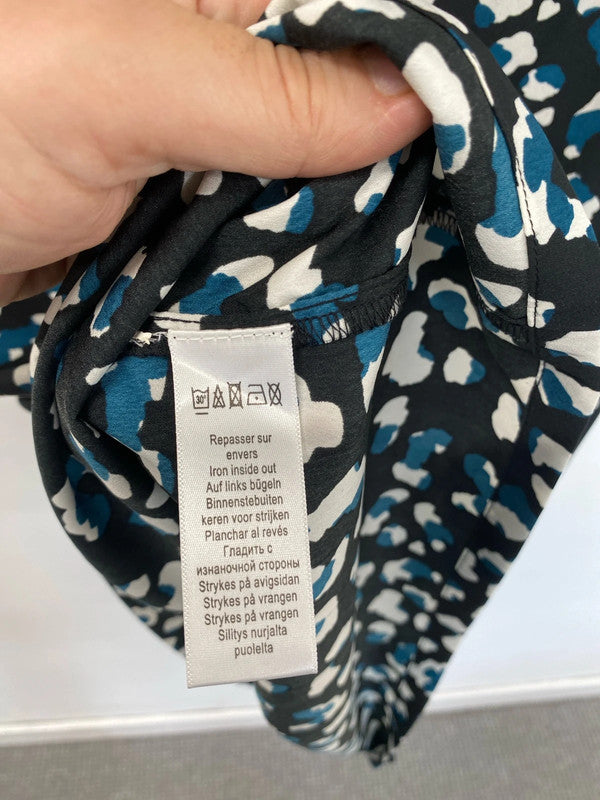 30°
Repasser sur
envers
Iron inside out
Auf links bügeln
Binnenstebuiten
keren voor strijken
Planchar al revés
Гладить с
изнаночной стороны
Strykes på avigsidan
Strykes på vrangen
Strykes på vrangen
Silitys nurjalta
puolelta